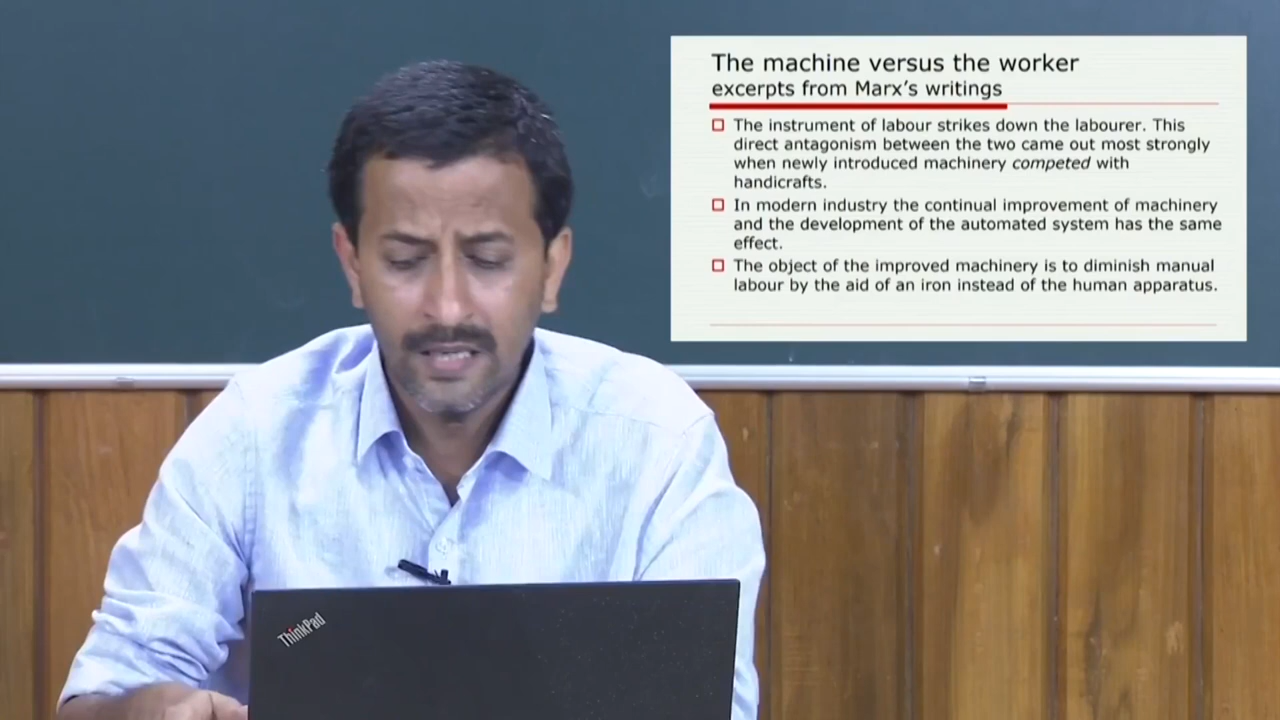 The machine versus the worker
excerpts from Marx's writings
The instrument of labour strikes down the labourer. This
direct antagonism between the two came out most strongly
when newly introduced machinery competed with
handicrafts.
In modern industry the continual improvement of machinery
and the development of the automated system has the same
effect.
The object of the improved machinery is to diminish manual
labour by the aid of an iron instead of the human apparatus.
ThinkPad